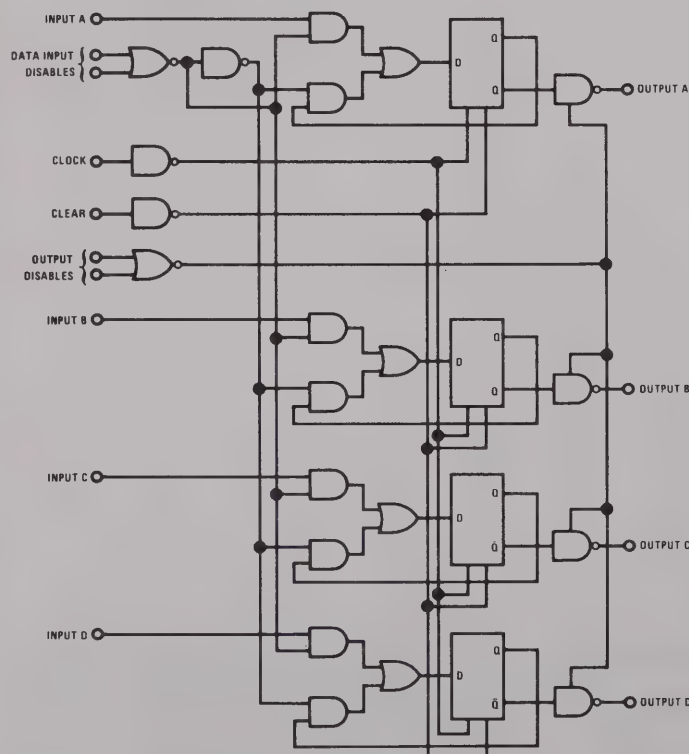 INPUT A
DATA INPUT
DISABLES
CLOCK
CLEAR
OUTPUT
DISABLES
INPUT B
INPUT C
INPUT D
Q
D
Q
OUTPUT A
Q
D
Q
OUTPUT B
Q
D
Q̄
OUTPUT C
Q
D
Q̄
OUTPUT D